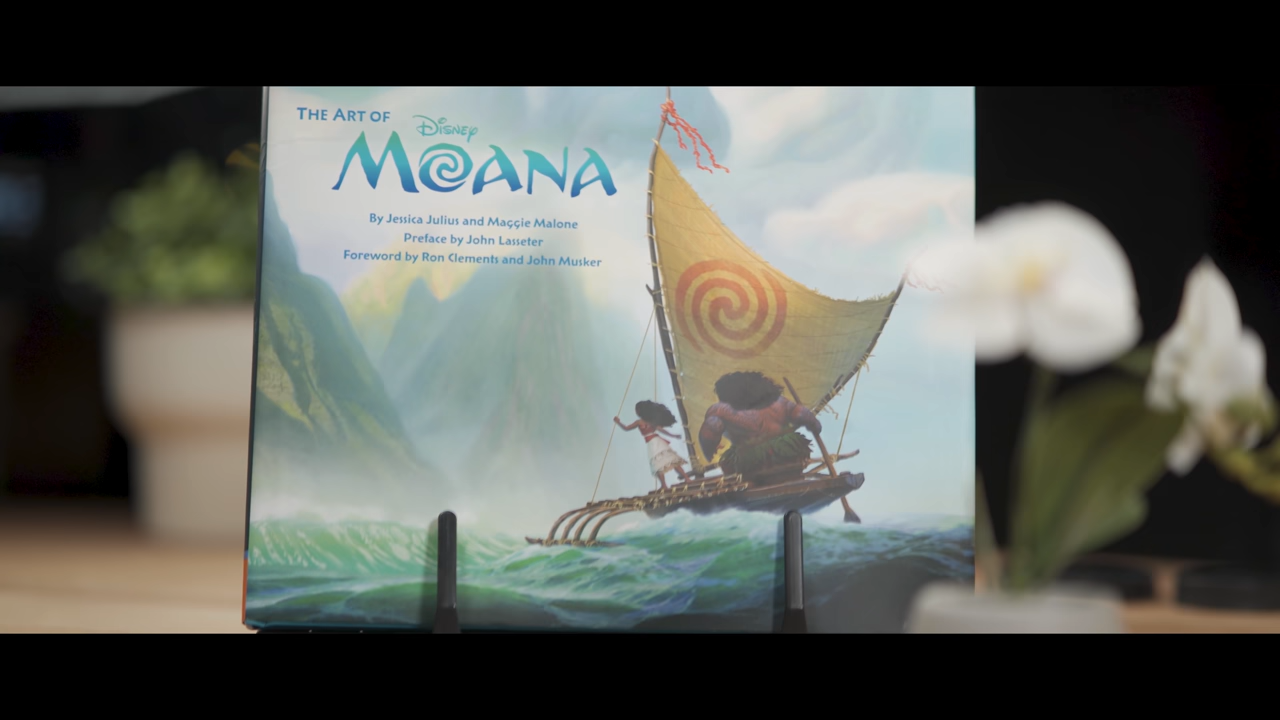 THE ART OF
DISNEY
MOANA
By Jessica Julius and Maggie Malone
Preface by John Lasseter
Foreword by Ron Clements and John Musker